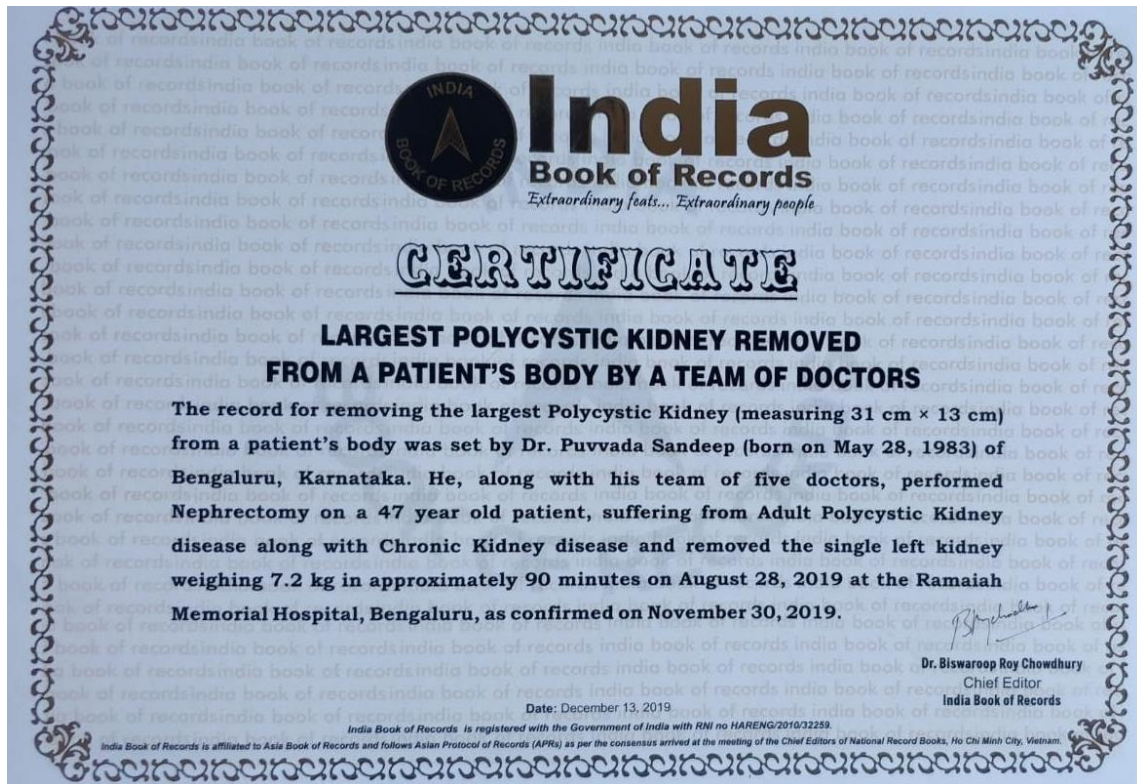 INDIA
BOOK OF RECORDS
India
Book of Records
Extraordinary feats... Extraordinary people
CERTIFICATE
LARGEST POLYCYSTIC KIDNEY REMOVED
FROM A PATIENT'S BODY BY A TEAM OF DOCTORS
The record for removing the largest Polycystic Kidney (measuring 31 cm × 13 cm)
from a patient's body was set by Dr. Puvvada Sandeep (born on May 28, 1983) of
Bengaluru, Karnataka. He, along with his team of five doctors, performed
Nephrectomy on a 47 year old patient, suffering from Adult Polycystic Kidney
disease along with Chronic Kidney disease and removed the single left kidney
weighing 7.2 kg in approximately 90 minutes on August 28, 2019 at the Ramaiah
Memorial Hospital, Bengaluru, as confirmed on November 30, 2019.
Dr. Biswaroop Roy Chowdhury
Chief Editor
India Book of Records
Date: December 13, 2019
India Book of Records is registered with the Government of India with RNI no HARENG/2010/32259.
India Book of Records is affiliated to Asia Book of Records and follows Asian Protocol of Records (APRs) as per the consensus arrived at the meeting of the Chief Editors of National Record Books, Ho Chi Minh City, Vietnam.